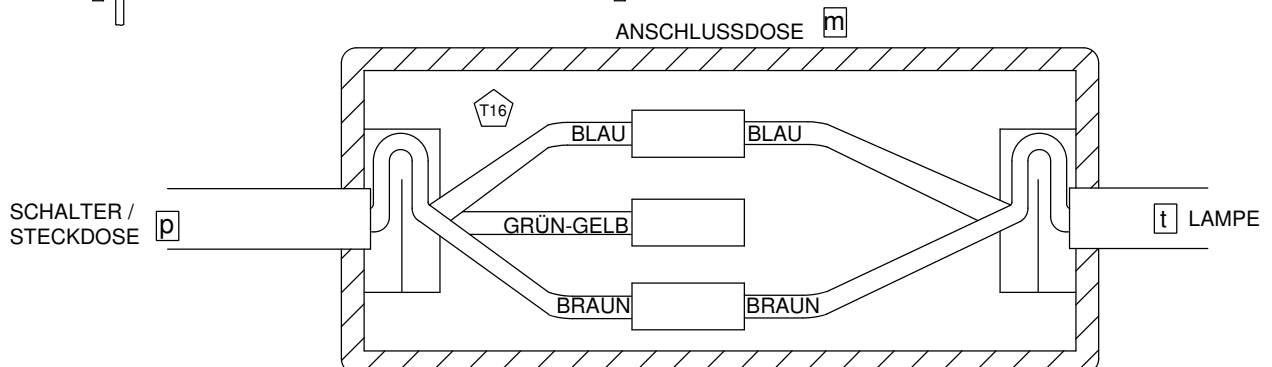 ANSCHLUSSDOSE m
T16
BLAU BLAU
SCHALTER /
STECKDOSE p
GRÜN-GELB
t LAMPE
BRAUN BRAUN